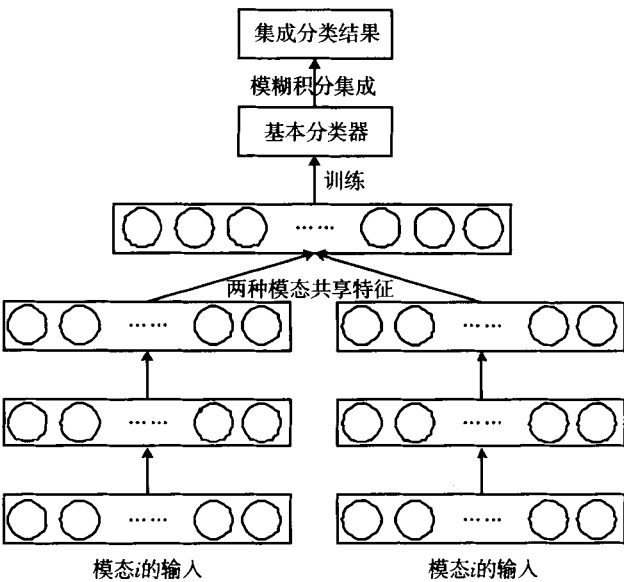 集成分类结果
模糊积分集成
基本分类器
训练
……
两种模态共享特征
…… ……
…… ……
…… ……
模态i的输入 模态i的输入